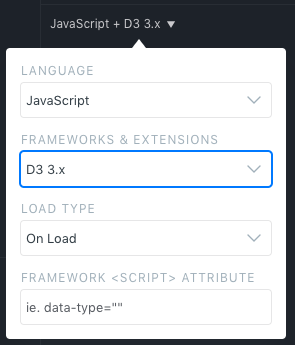 JavaScript + D3 3.x ▼
LANGUAGE
JavaScript
FRAMEWORKS & EXTENSIONS
D3 3.x
LOAD TYPE
On Load
FRAMEWORK <SCRIPT> ATTRIBUTE
ie. data-type=""